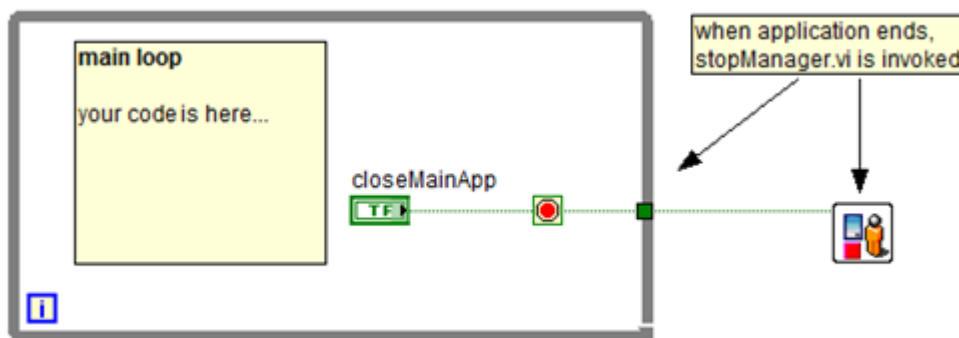 when application ends,
stopManager.vi is invoked
main loop
your code is here...
closeMainApp
TF
i